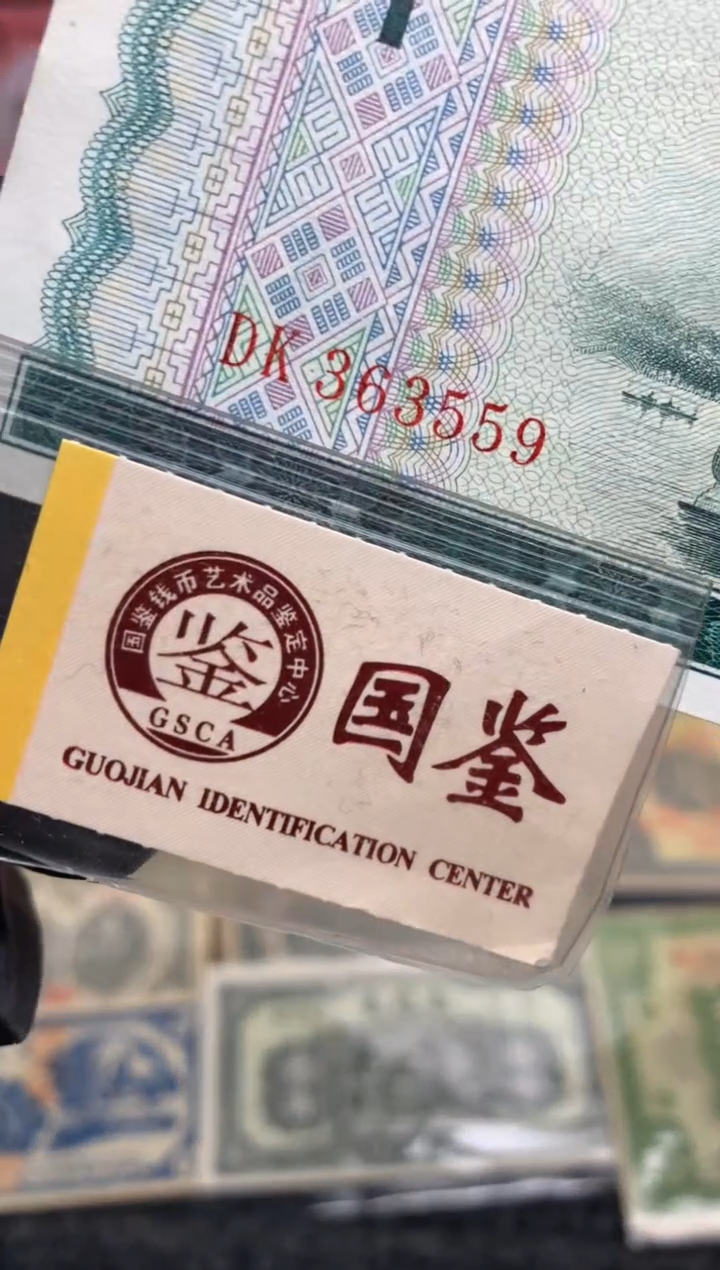 DK 363559
国鉴钱币艺术品鉴定中心
鉴
GSCA
国鉴
GUOJIAN IDENTIFICATION CENTER